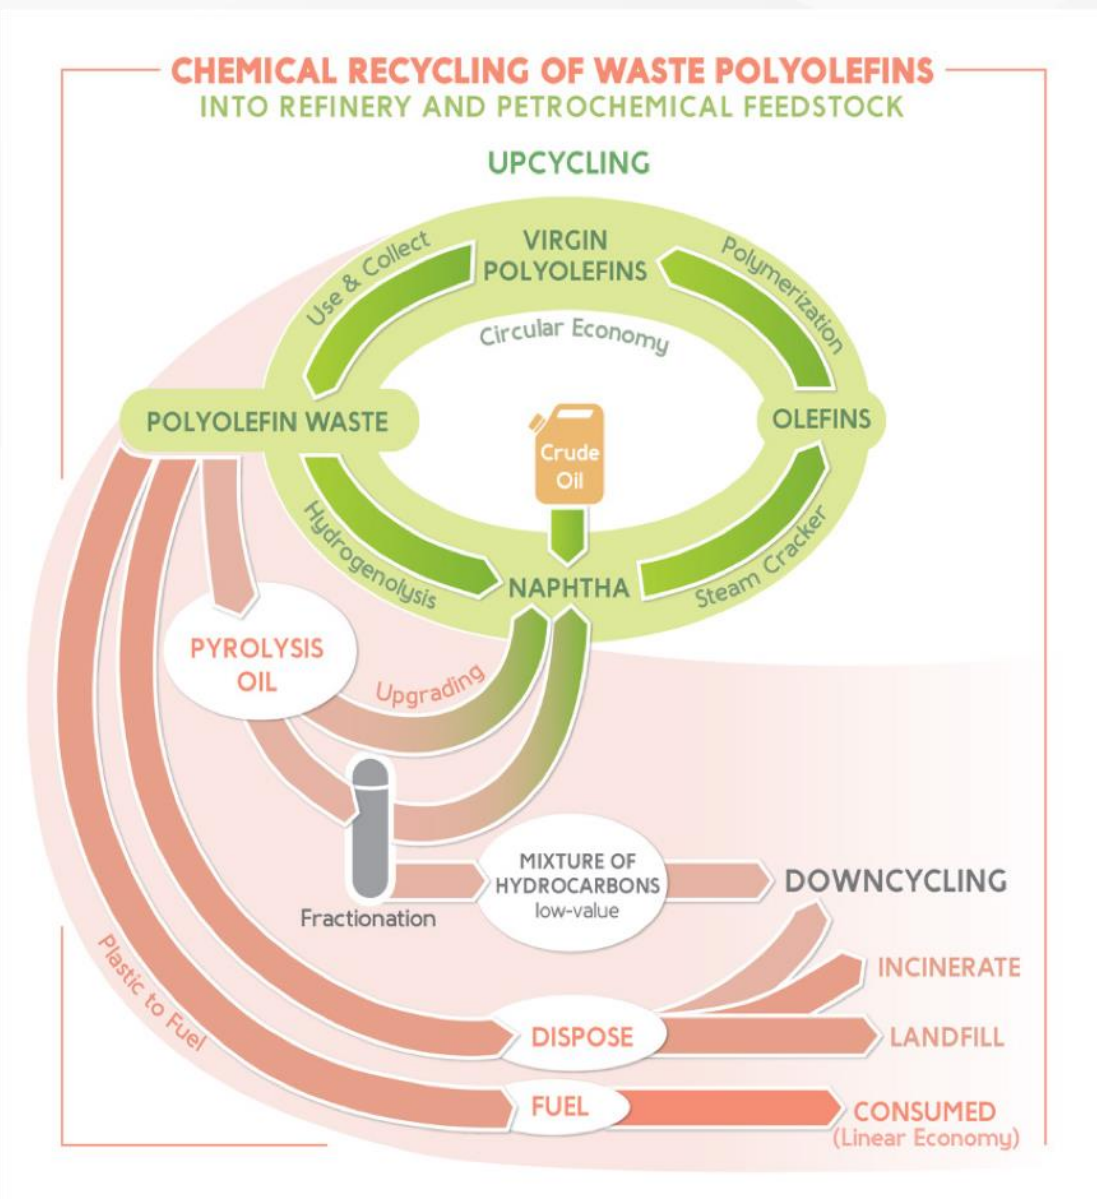 CHEMICAL RECYCLING OF WASTE POLYOLEFINS
INTO REFINERY AND PETROCHEMICAL FEEDSTOCK
UPCYCLING
Use & Collect
VIRGIN
POLYOLEFINS
Polymerization
Circular Economy
POLYOLEFIN WASTE
Crude
Oil
OLEFINS
Hydrogenolysis
NAPHTHA
Steam Cracker
PYROLYSIS
OIL
Upgrading
Fractionation
MIXTURE OF
HYDROCARBONS
low-value
DOWNCYCLING
Plastic to Fuel
INCINERATE
DISPOSE
LANDFILL
FUEL
CONSUMED
(Linear Economy)